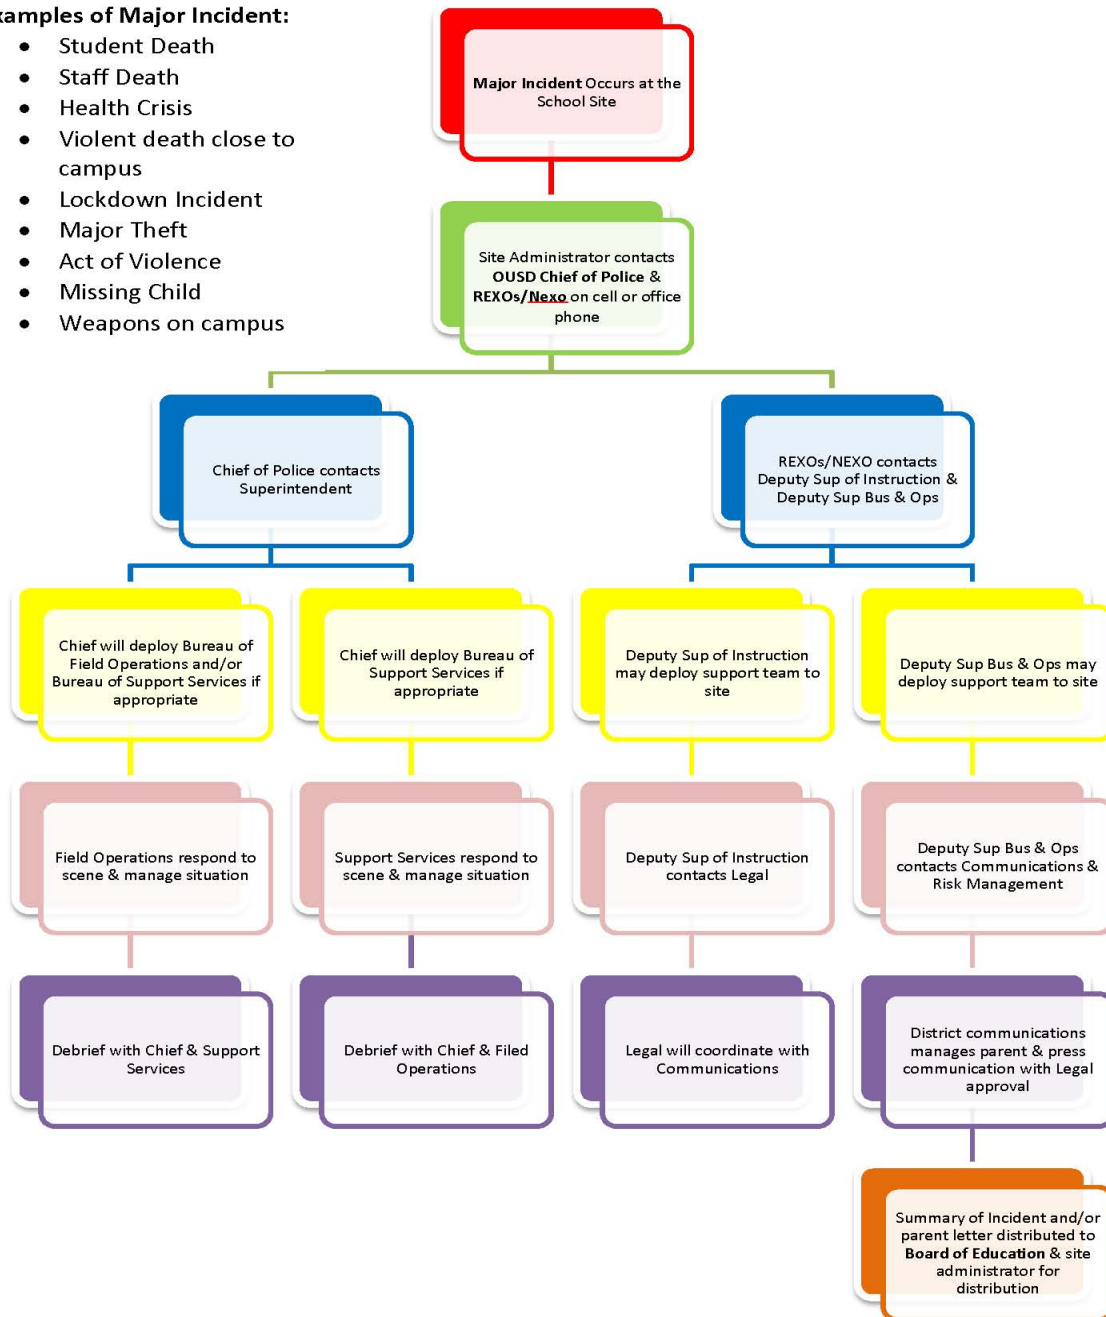 xamples of Major Incident:
• Student Death
• Staff Death
• Health Crisis
• Violent death close to
campus
• Lockdown Incident
• Major Theft
• Act of Violence
• Missing Child
• Weapons on campus
Major Incident Occurs at the
School Site
Site Administrator contacts
OUSD Chief of Police &
REXOs/Nexo on cell or office
phone
Chief of Police contacts
Superintendent
REXOs/NEXO contacts
Deputy Sup of Instruction &
Deputy Sup Bus & Ops
Chief will deploy Bureau of
Field Operations and/or
Bureau of Support Services if
appropriate
Chief will deploy Bureau of
Support Services if
appropriate
Deputy Sup of Instruction
may deploy support team to
site
Deputy Sup Bus & Ops may
deploy support team to site
Field Operations respond to
scene & manage situation
Support Services respond to
scene & manage situation
Deputy Sup of Instruction
contacts Legal
Deputy Sup Bus & Ops
contacts Communications &
Risk Management
Debrief with Chief & Support
Services
Debrief with Chief & Filed
Operations
Legal will coordinate with
Communications
District communications
manages parent & press
communication with Legal
approval
Summary of Incident and/or
parent letter distributed to
Board of Education & site
administrator for
distribution